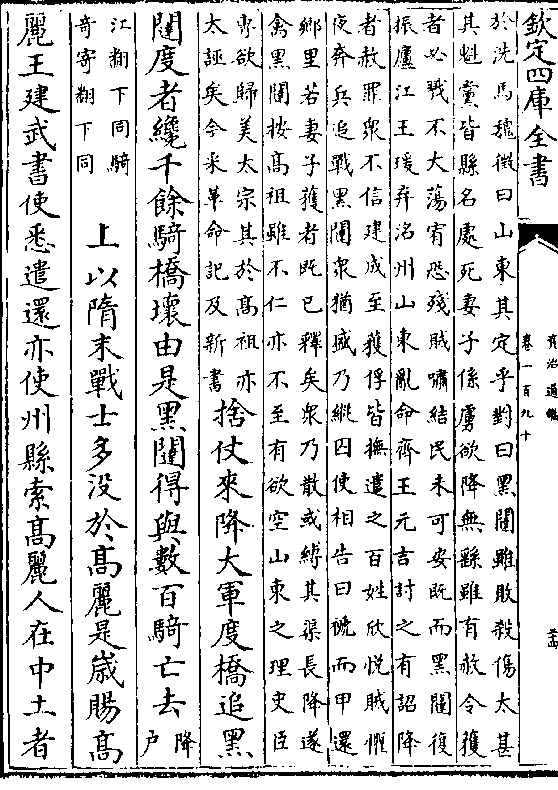 欽定四庫全書
資治通鑑
卷一百九十
於洗馬魏徵曰山東其定乎對曰黑闥雖敗殺傷太甚
其魁黨皆縣名處死妻子係虜欲降無繇雖有赦令獲
者必戮不大蕩宥恐殘賊嘯結民未可安既而黑闥復
振廬江王瑗棄洺州山東亂命齊王元吉討之有詔降
者赦罪衆不信建成至獲俘皆撫遣之百姓欣悦賊懼
夜奔兵追戰黑闥衆猶盛乃縱囚使相告曰褫而甲還
鄉里若妻子獲者既已釋矣衆乃散或縛其渠長降遂
禽黑闥按髙祖雖不仁亦不至有欲空山東之理史臣
専欲歸美太宗其於髙祖亦
太誣矣今采革命記及新書
捨仗來降大軍度橋追黑
闥度者纔千餘騎橋壞由是黑闥得與數百騎亡去
降
户
江翻下同騎
奇寄翻下同
上以隋末戰士多没於髙麗是嵗賜髙
麗王建武書使悉遣還亦使州縣索髙麗人在中土者